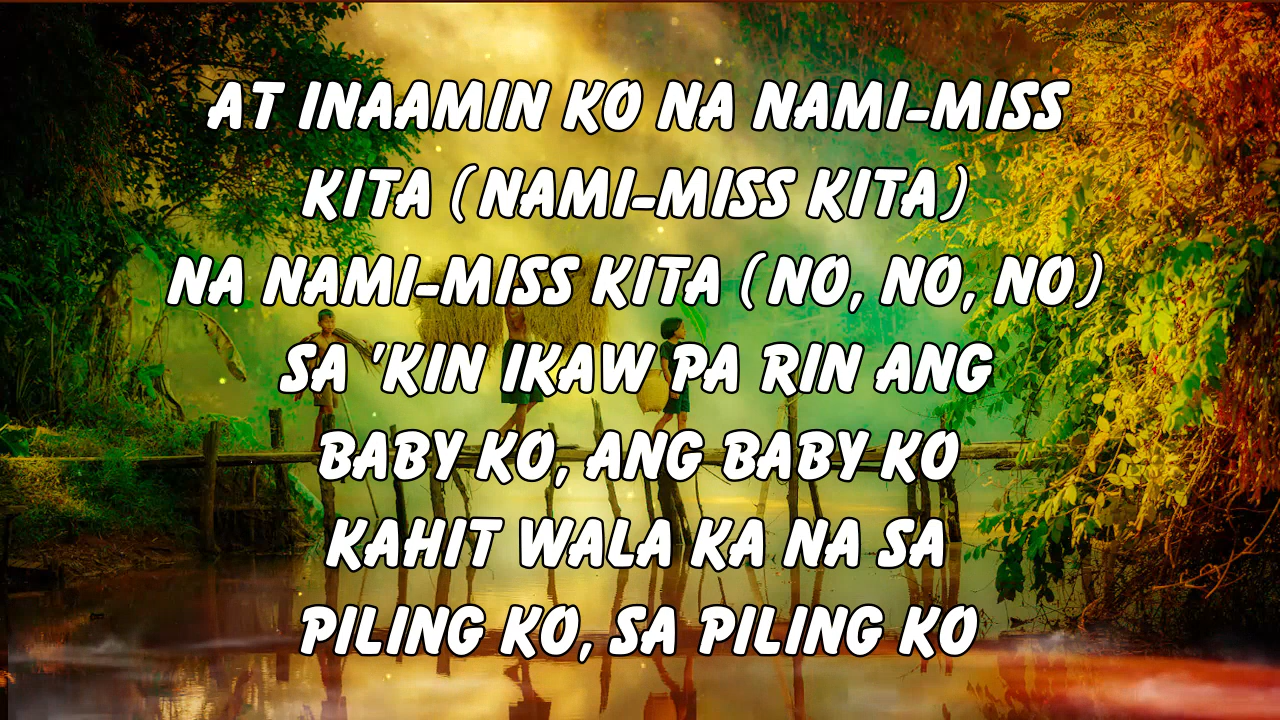 AT INAAMIN KO NA NAMI-MISS
KITA (NAMI-MISS KITA)
NA NAMI-MISS KITA (NO, NO, NO)
SA 'KIN IKAW PA RIN ANG
BABY KO, ANG BABY KO
KAHIT WALA KA NA SA
PILING KO, SA PILING KO